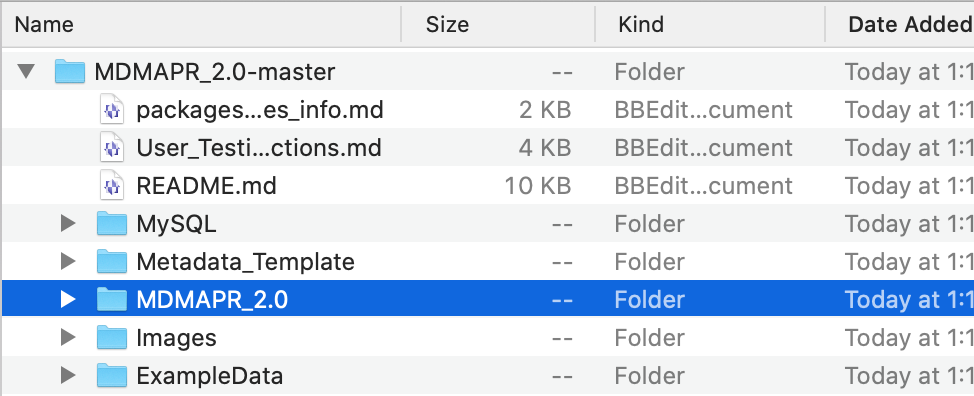 Name Size Kind Date Added
MDMAPR_2.0-master -- Folder Today at 1:1
packages...es_info.md 2 KB BBEdit...cument Today at 1:1
User_Testi...ctions.md 4 KB BBEdit...cument Today at 1:1
README.md 10 KB BBEdit...cument Today at 1:1
MySQL -- Folder Today at 1:1
Metadata_Template -- Folder Today at 1:1
MDMAPR_2.0 -- Folder Today at 1:1
Images -- Folder Today at 1:1
ExampleData -- Folder Today at 1:1